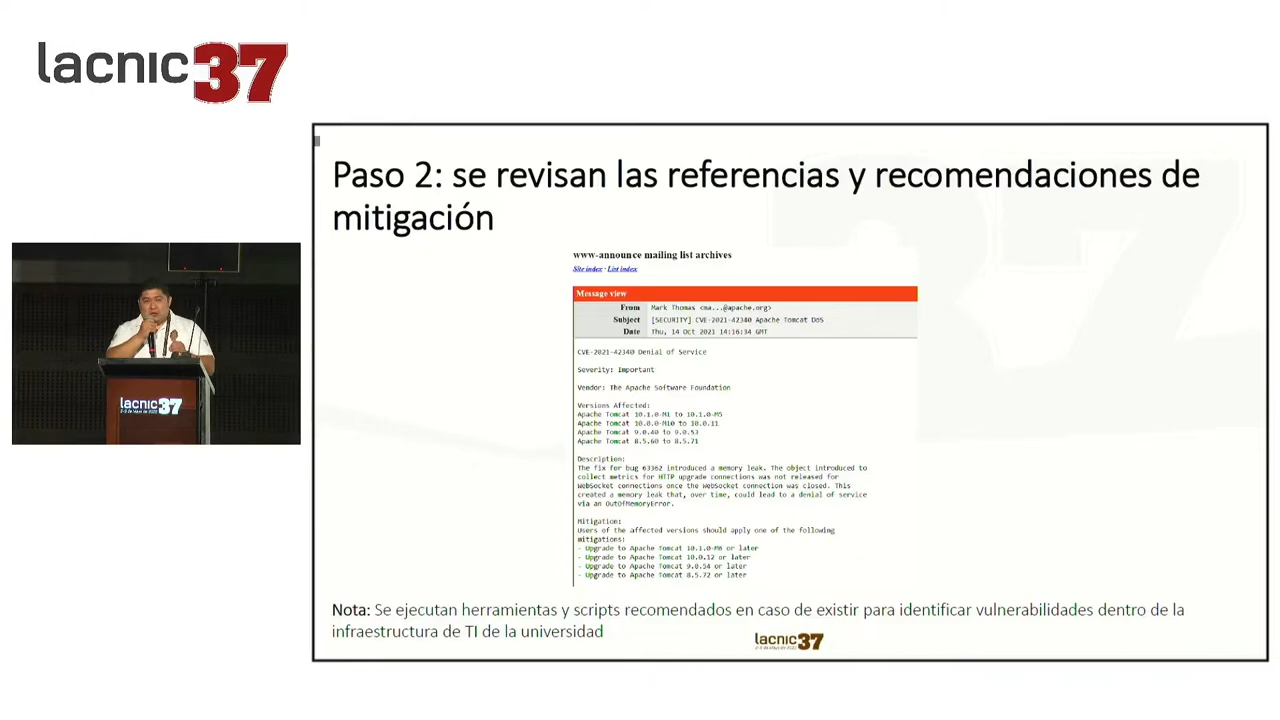 lacnic37
Paso 2: se revisan las referencias y recomendaciones de
mitigación
www-announce mailing list archives
Site index · List index
Message view
From Mark Thomas <ma...@apache.org>
Subject [SECURITY] CVE-2021-42340 Apache Tomcat DoS
Date Thu, 14 Oct 2021 14:16:34 GMT
CVE-2021-42340 Denial of Service
Severity: Important
Vendor: The Apache Software Foundation
Versions Affected:
Apache Tomcat 10.1.0-M1 to 10.1.0-M5
Apache Tomcat 10.0.0-M10 to 10.0.11
Apache Tomcat 9.0.40 to 9.0.53
Apache Tomcat 8.5.60 to 8.5.71
Description:
The fix for bug 63362 introduced a memory leak. The object introduced to
collect metrics for HTTP upgrade connections was not released for
WebSocket connections once the WebSocket connection was closed. This
created a memory leak that, over time, could lead to a denial of service
via an OutOfMemoryError.
Mitigation:
Users of the affected versions should apply one of the following
mitigations:
- Upgrade to Apache Tomcat 10.1.0-M6 or later
- Upgrade to Apache Tomcat 10.0.12 or later
- Upgrade to Apache Tomcat 9.0.54 or later
- Upgrade to Apache Tomcat 8.5.72 or later
Nota: Se ejecutan herramientas y scripts recomendados en caso de existir para identificar vulnerabilidades dentro de la
infraestructura de TI de la universidad
lacnic37
lacnic37